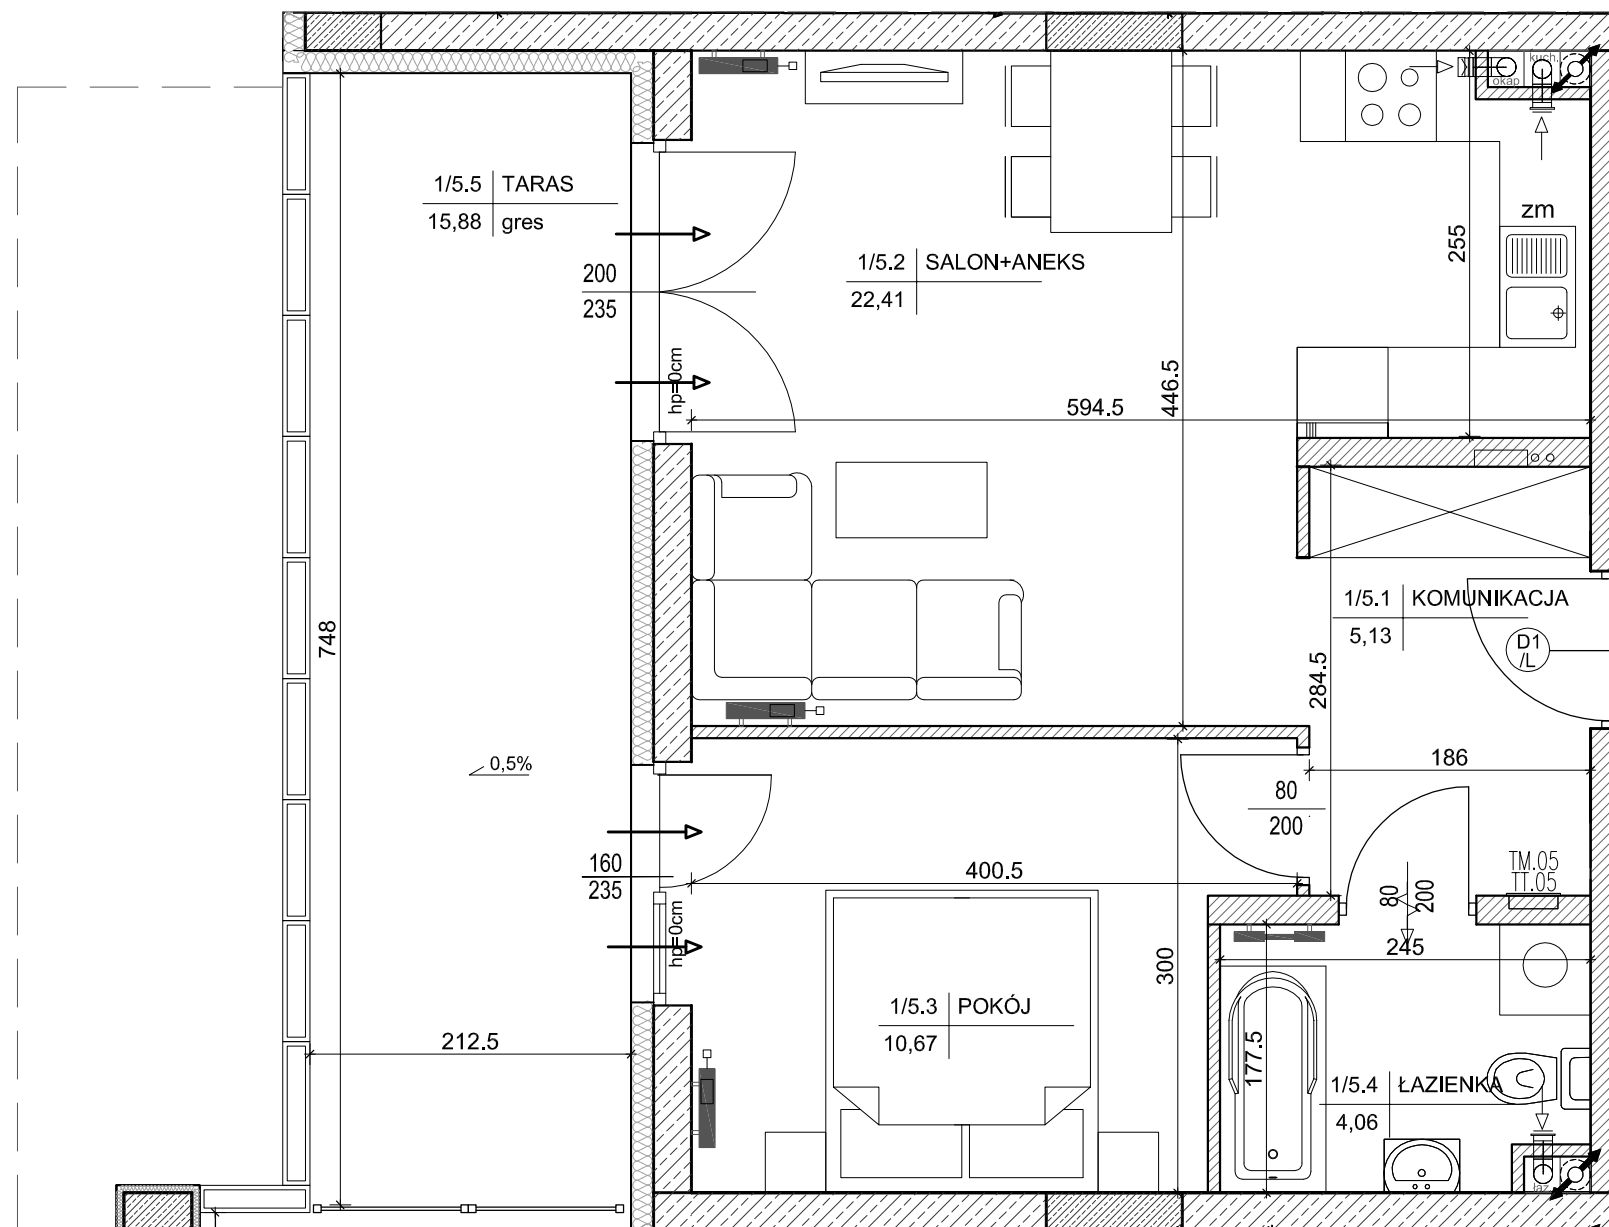 okap
kuch.
1/5.5 TARAS
15,88 gres
zm
255
1/5.2 SALON+ANEKS
22,41
200
235
hp=0cm
594.5
446.5
748
1/5.1 KOMUNIKACJA
5,13
D1
/L
284.5
0,5%
186
80
200
160
235
400.5
TM.05
TT.05
80
200
hp=0cm
245
300
1/5.3 POKÓJ
10,67
212.5
177.5
1/5.4 ŁAZIENKA
4,06
łaz.